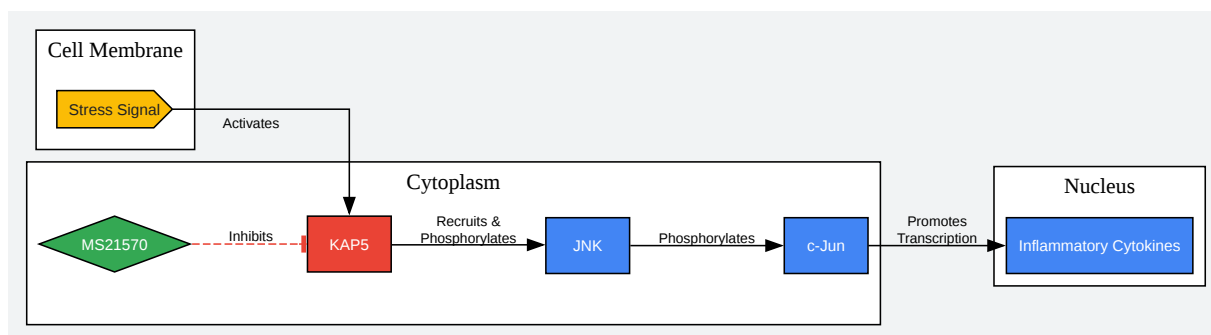 Cell Membrane
Stress Signal
Activates
Cytoplasm
MS21570
Inhibits
KAP5
Recruits &
Phosphorylates
JNK
Phosphorylates
c-Jun
Promotes
Transcription
Nucleus
Inflammatory Cytokines